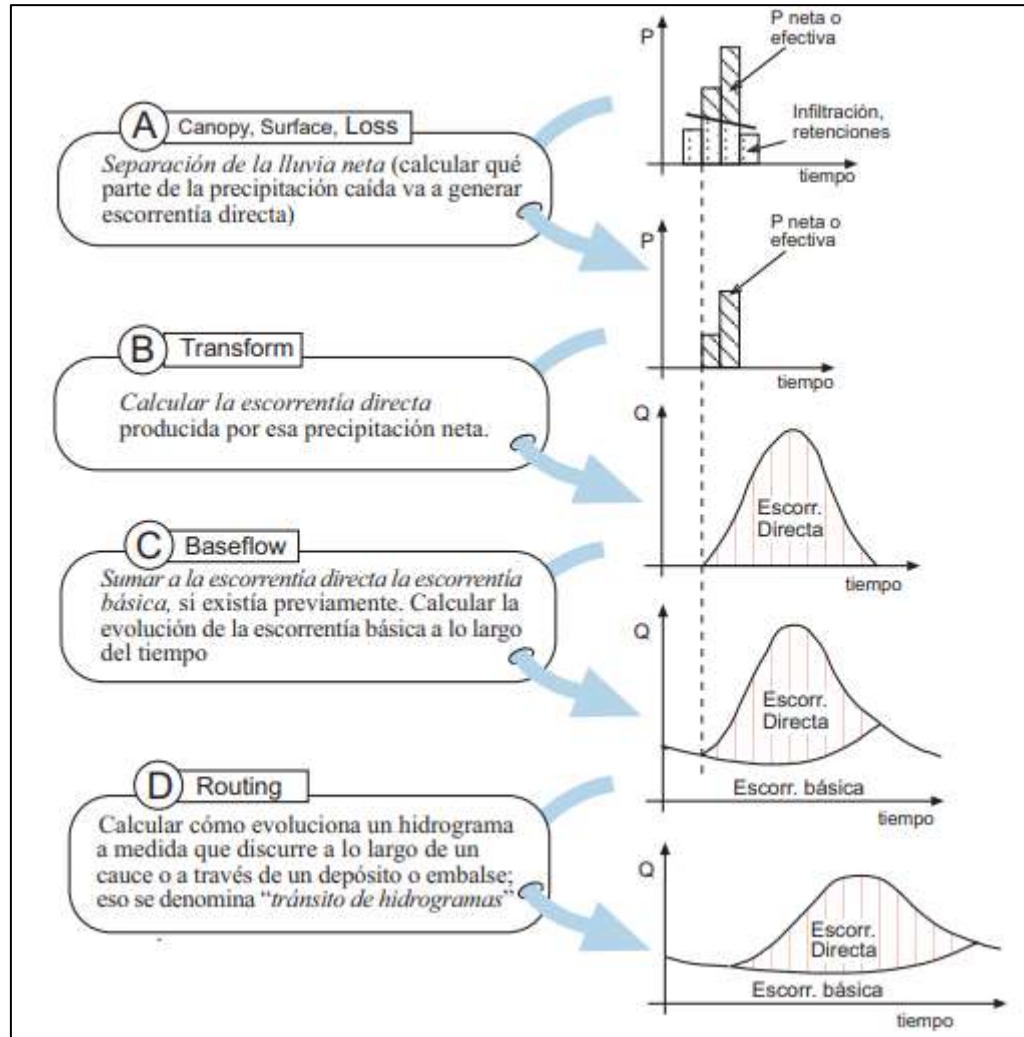 P
P neta o
efectiva
Infiltración,
retenciones
tiempo
A Canopy, Surface, Loss
Separación de la lluvia neta (calcular qué
parte de la precipitación caída va a generar
escorrentía directa)
P
P neta o
efectiva
tiempo
B Transform
Calcular la escorrentía directa
producida por esa precipitación neta.
Q
Escorr.
Directa
tiempo
C Baseflow
Sumar a la escorrentía directa la escorrentía
básica, si existía previamente. Calcular la
evolución de la escorrentía básica a lo largo
del tiempo
Q
Escorr.
Directa
Escorr. básica
tiempo
D Routing
Calcular cómo evoluciona un hidrograma
a medida que discurre a lo largo de un
cauce o a través de un depósito o embalse;
eso se denomina “tránsito de hidrogramas”
Q
Escorr.
Directa
Escorr. básica
tiempo